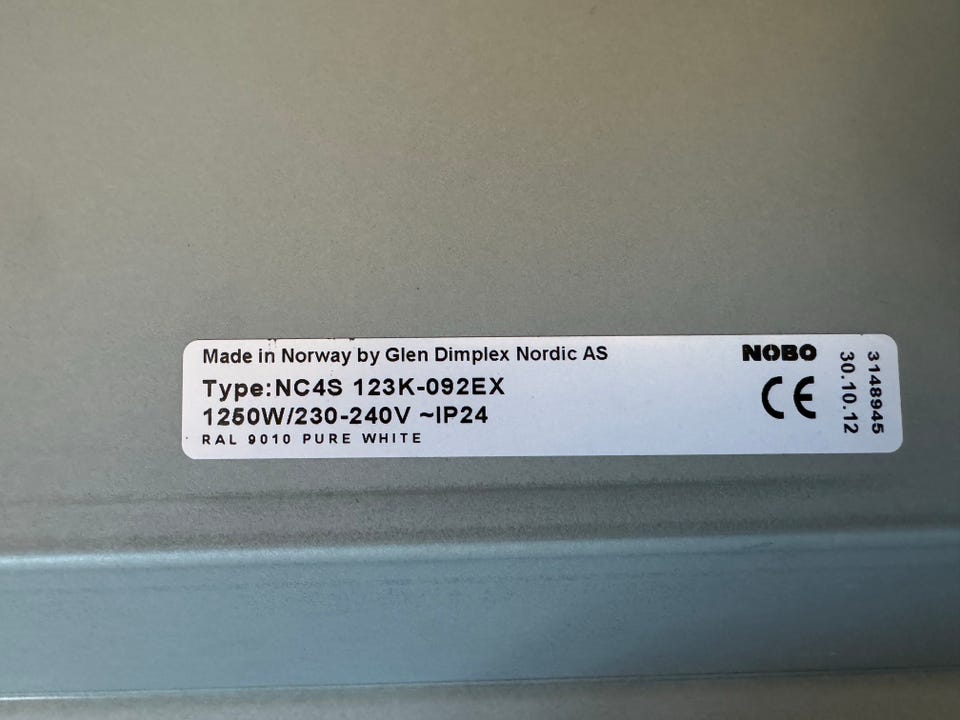 Made in Norway by Glen Dimplex Nordic AS
Type:NC4S 123K-092EX
1250W/230-240V ~IP24
RAL 9010 PURE WHITE
NOBO
CE
30.10.12
3148945